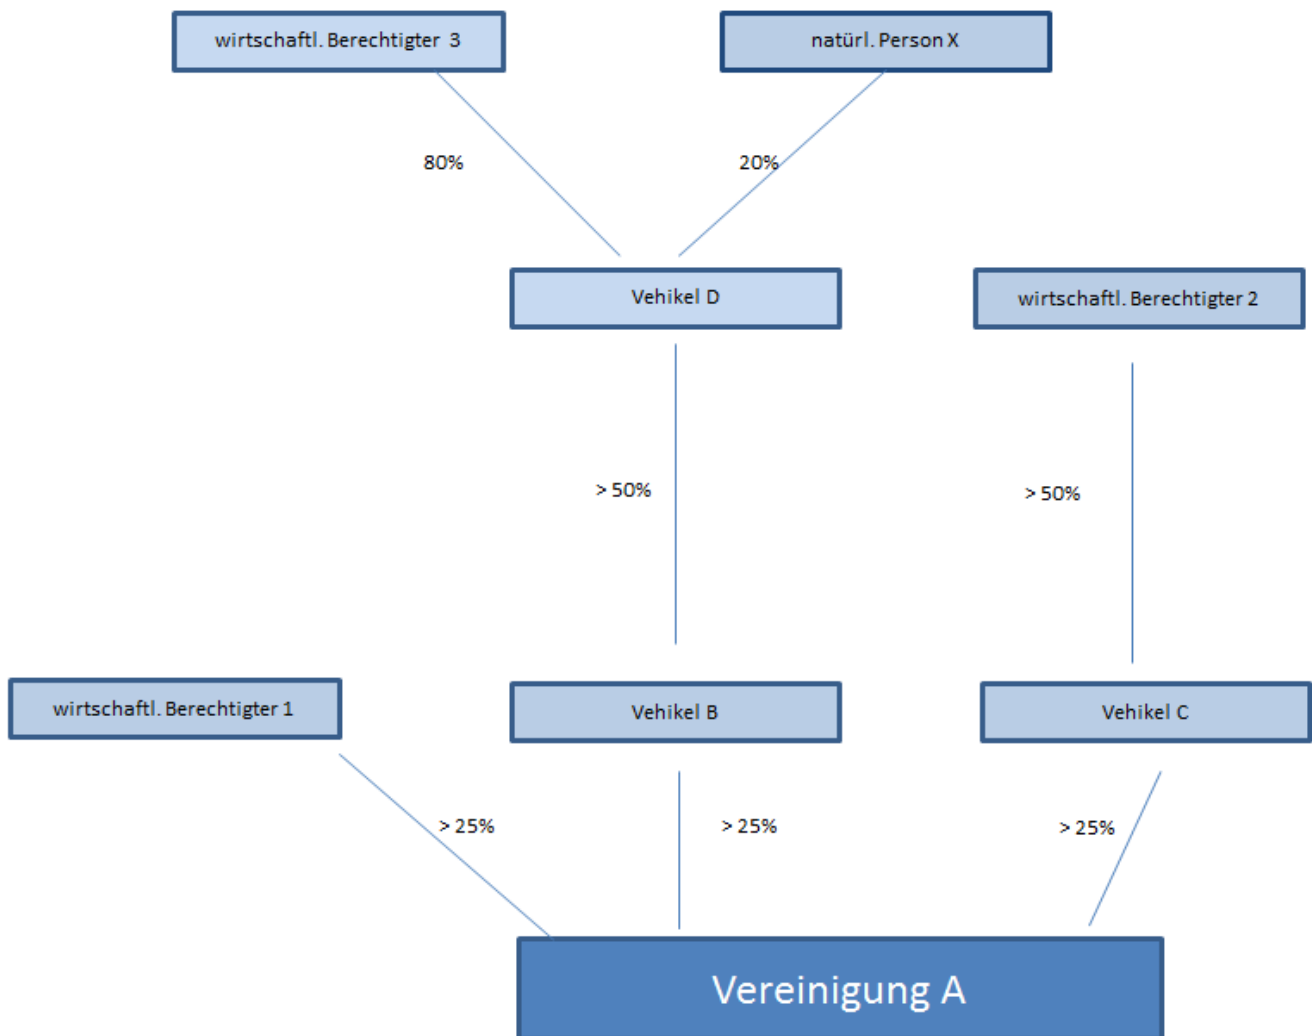 wirtschaftl. Berechtigter 3
natürl. Person X
80%
20%
Vehikel D
wirtschaftl. Berechtigter 2
> 50%
> 50%
wirtschaftl. Berechtigter 1
Vehikel B
Vehikel C
> 25%
> 25%
> 25%
Vereinigung A